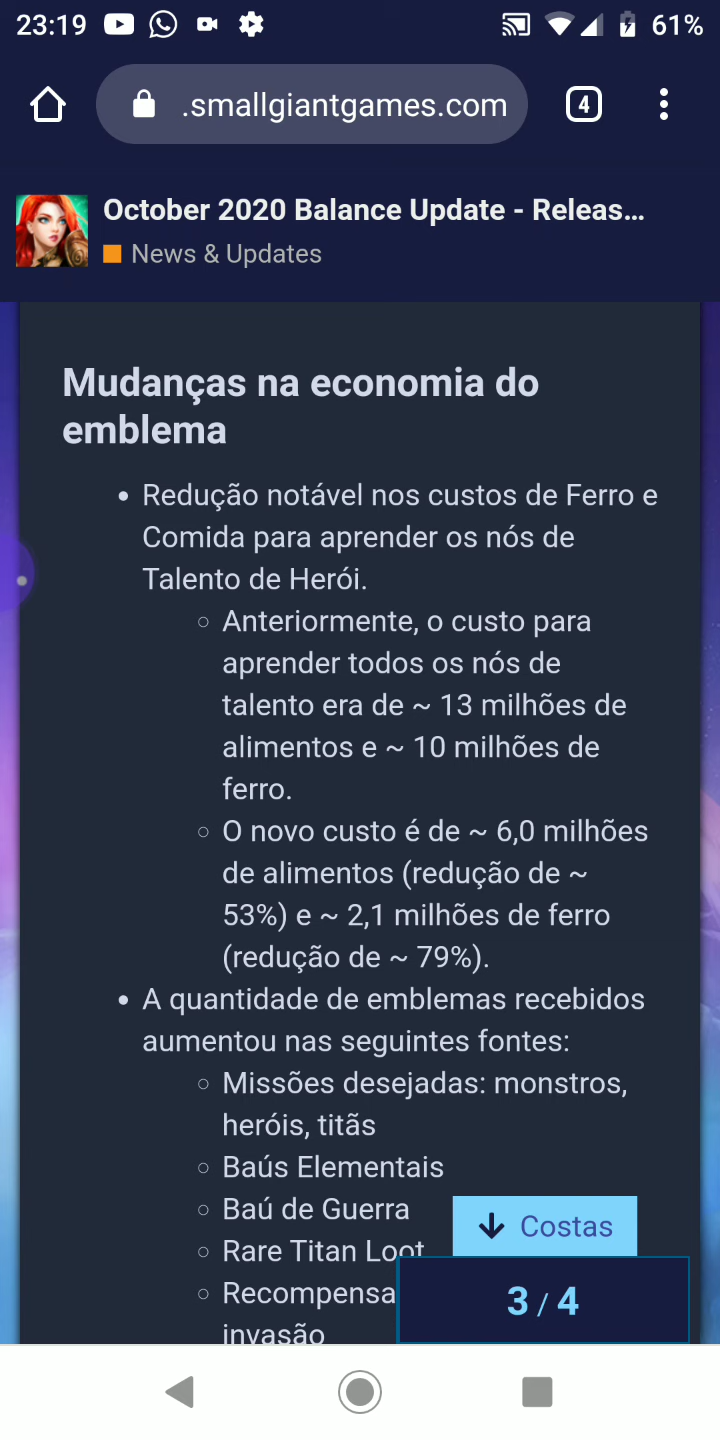 23:19
61%
.smallgiantgames.com
4
October 2020 Balance Update - Releas...
News & Updates
Mudanças na economia do
emblema
• Redução notável nos custos de Ferro e
Comida para aprender os nós de
Talento de Herói.
○ Anteriormente, o custo para
aprender todos os nós de
talento era de ~ 13 milhões de
alimentos e ~ 10 milhões de
ferro.
○ O novo custo é de ~ 6,0 milhões
de alimentos (redução de ~
53%) e ~ 2,1 milhões de ferro
(redução de ~ 79%).
• A quantidade de emblemas recebidos
aumentou nas seguintes fontes:
○ Missões desejadas: monstros,
heróis, titãs
○ Baús Elementais
○ Baú de Guerra
○ Rare Titan Loot
○ Recompensa
invasão
Costas
3 / 4